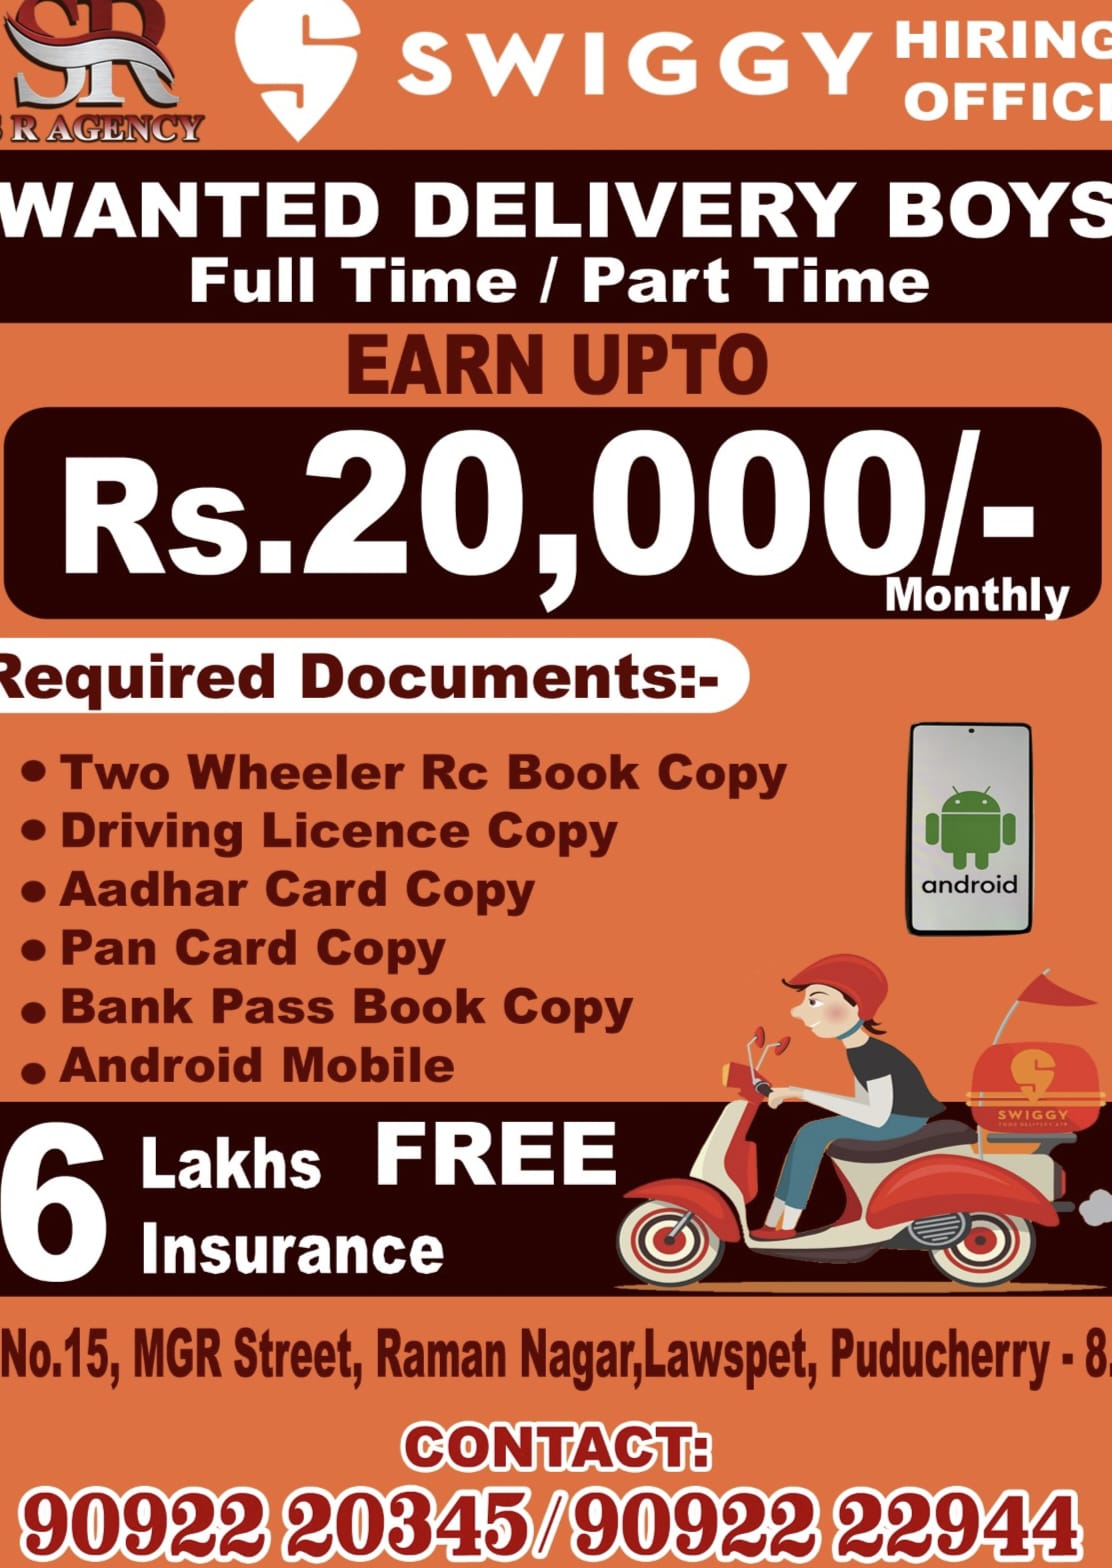 SR
S R AGENCY
SWIGGY
HIRING
OFFICE
WANTED DELIVERY BOYS
Full Time / Part Time
EARN UPTO
Rs.20,000/-
Monthly
Required Documents:-
• Two Wheeler Rc Book Copy
• Driving Licence Copy
• Aadhar Card Copy
• Pan Card Copy
• Bank Pass Book Copy
• Android Mobile
android
SWIGGY
6 Lakhs FREE
Insurance
No.15, MGR Street, Raman Nagar,Lawspet, Puducherry - 8.
CONTACT:
90922 20345/90922 22944